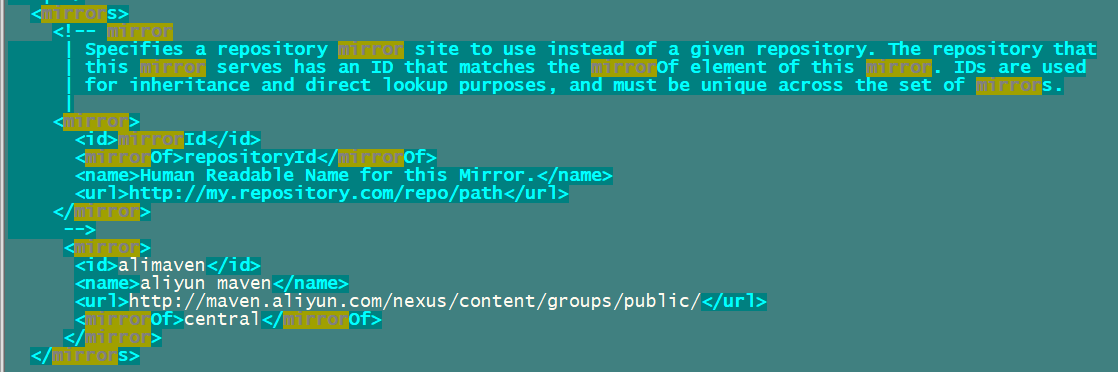 <mirrors>
<!-- mirror
| Specifies a repository mirror site to use instead of a given repository. The repository that
| this mirror serves has an ID that matches the mirrorOf element of this mirror. IDs are used
| for inheritance and direct lookup purposes, and must be unique across the set of mirrors.
|
<mirror>
<id>mirrorId</id>
<mirrorOf>repositoryId</mirrorOf>
<name>Human Readable Name for this Mirror.</name>
<url>http://my.repository.com/repo/path</url>
</mirror>
-->
<mirror>
<id>alimaven</id>
<name>aliyun maven</name>
<url>http://maven.aliyun.com/nexus/content/groups/public/</url>
<mirrorOf>central</mirrorOf>
</mirror>
</mirrors>